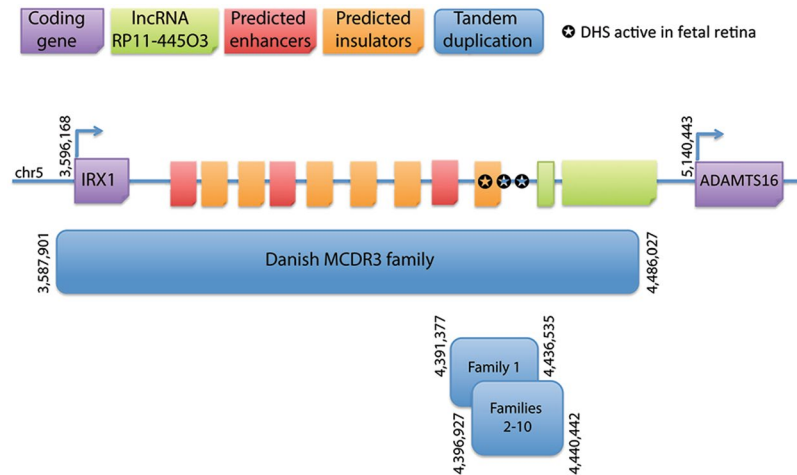 Coding gene
lncRNA RP11-445O3
Predicted enhancers
Predicted insulators
Tandem duplication
DHS active in fetal retina
chr5
3,596,168
IRX1
5,140,443
ADAMTS16
3,587,901
Danish MCDR3 family
4,486,027
4,391,377
Family 1
4,436,535
4,396,927
Families
2-10
4,440,442